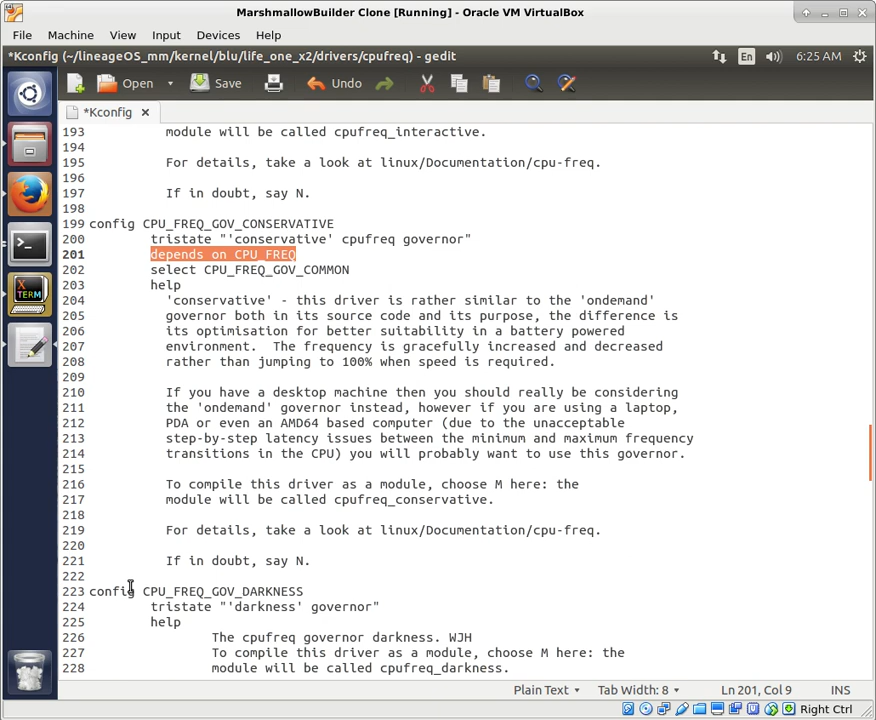 MarshmallowBuilder Clone [Running] - Oracle VM VirtualBox
File Machine View Input Devices Help
*Kconfig (~/lineageOS_mm/kernel/blu/life_one_x2/drivers/cpufreq) - gedit En 6:25 AM
Open Save Undo
*Kconfig
193 module will be called cpufreq_interactive.
194
195 For details, take a look at linux/Documentation/cpu-freq.
196
197 If in doubt, say N.
198
199 config CPU_FREQ_GOV_CONSERVATIVE
200 tristate "'conservative' cpufreq governor"
201 depends on CPU_FREQ
202 select CPU_FREQ_GOV_COMMON
203 help
204 'conservative' - this driver is rather similar to the 'ondemand'
205 governor both in its source code and its purpose, the difference is
206 its optimisation for better suitability in a battery powered
207 environment.  The frequency is gracefully increased and decreased
208 rather than jumping to 100% when speed is required.
209
210 If you have a desktop machine then you should really be considering
211 the 'ondemand' governor instead, however if you are using a laptop,
212 PDA or even an AMD64 based computer (due to the unacceptable
213 step-by-step latency issues between the minimum and maximum frequency
214 transitions in the CPU) you will probably want to use this governor.
215
216 To compile this driver as a module, choose M here: the
217 module will be called cpufreq_conservative.
218
219 For details, take a look at linux/Documentation/cpu-freq.
220
221 If in doubt, say N.
222
223 config CPU_FREQ_GOV_DARKNESS
224 tristate "'darkness' governor"
225 help
226 The cpufreq governor darkness. WJH
227 To compile this driver as a module, choose M here: the
228 module will be called cpufreq_darkness.
X TERM
Plain Text Tab Width: 8 Ln 201, Col 9 INS
Right Ctrl